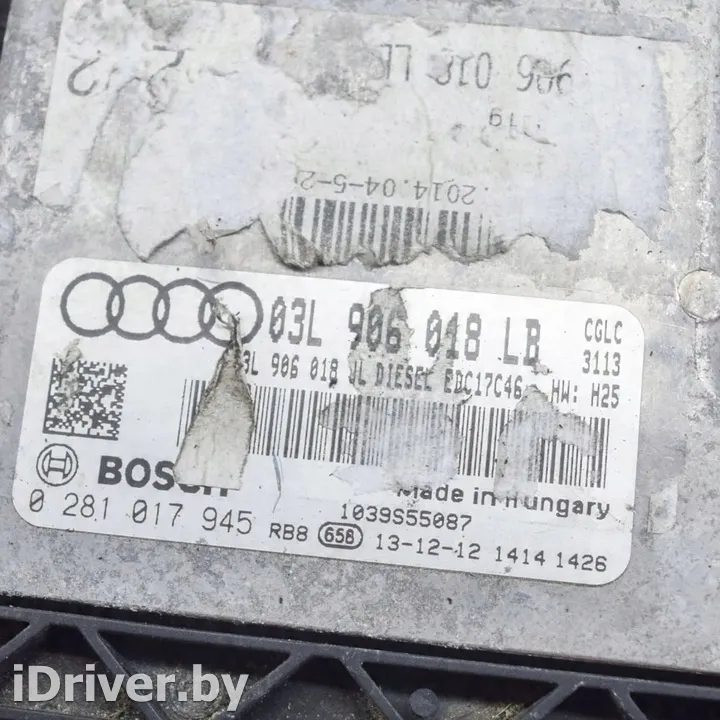 906 018
2014.04-5-2
03L 906 018 LB CGLC
3113
3L 906 018 JL DIESEL EDC17C46 HW: H25
BOSCH
Made in Hungary
0 281 017 945 RB8 658 1039S55087
13-12-12 1414 1426
iDriver.by